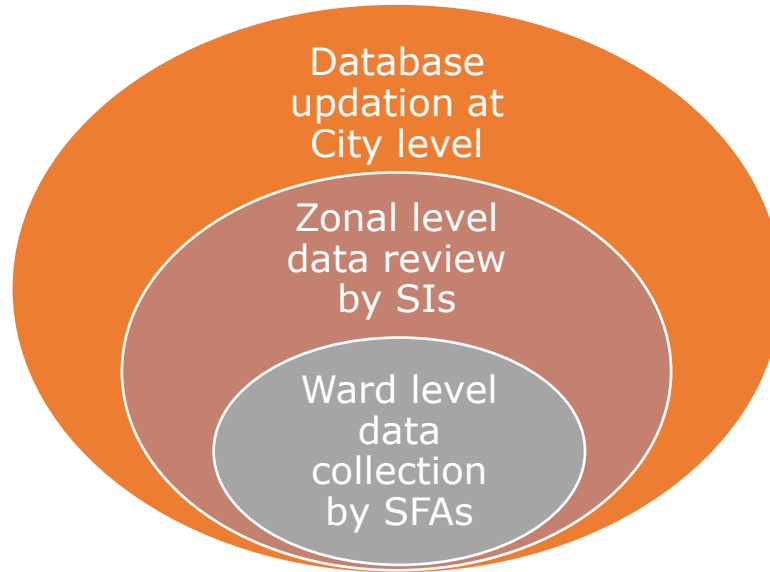 Database
updation at
City level
Zonal level
data review
by SIs
Ward level
data
collection
by SFAs